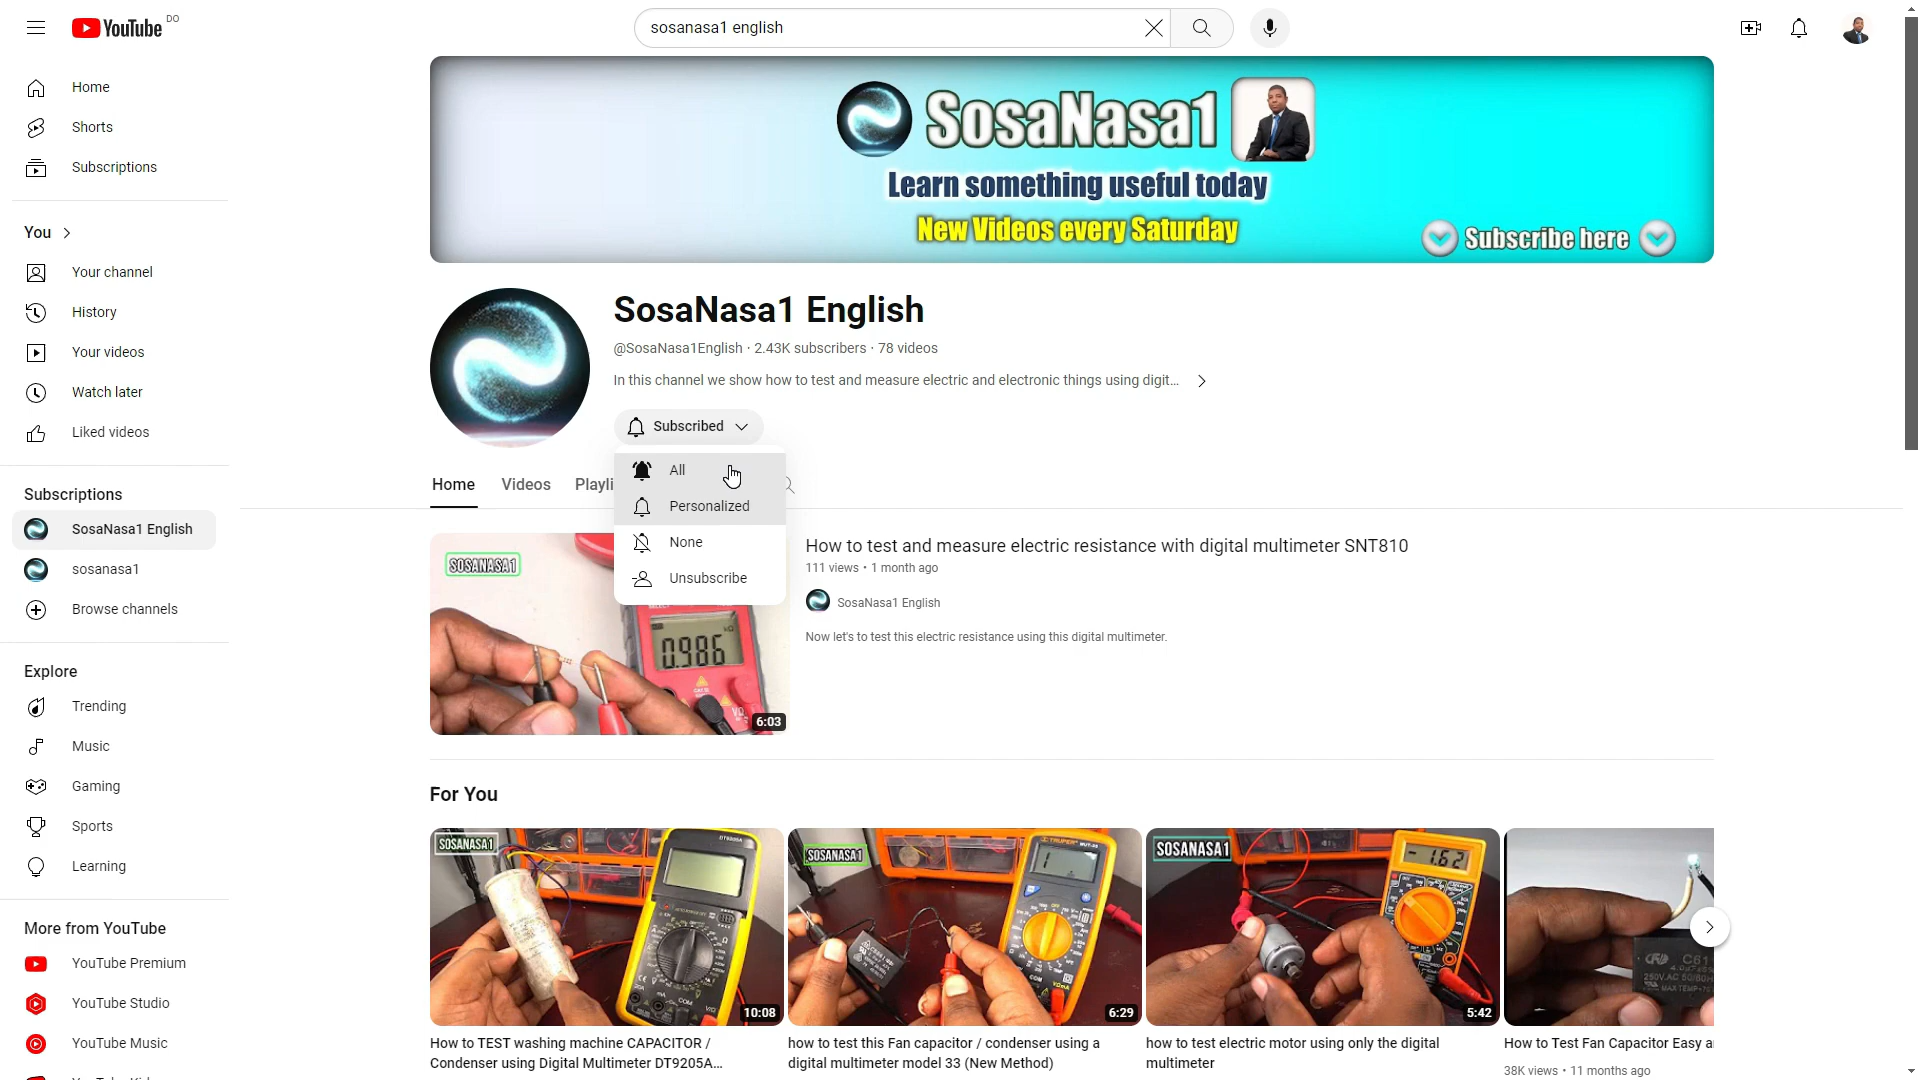 YouTube DO
sosanasa1 english
Home
Shorts
Subscriptions
You
Your channel
History
Your videos
Watch later
Liked videos
Subscriptions
SosaNasa1 English
sosanasa1
Browse channels
Explore
Trending
Music
Gaming
Sports
Learning
More from YouTube
YouTube Premium
YouTube Studio
YouTube Music
SosaNasa1
Learn something useful today
New Videos every Saturday
Subscribe here
SosaNasa1 English
@SosaNasa1English · 2.43K subscribers · 78 videos
In this channel we show how to test and measure electric and electronic things using digit...
Subscribed
All
Personalized
None
Unsubscribe
Home Videos Playli
SOSANASA1
0.986
6:03
How to test and measure electric resistance with digital multimeter SNT810
111 views • 1 month ago
SosaNasa1 English
Now let's to test this electric resistance using this digital multimeter.
For You
SOSANASA1
DT9205A
10:08
How to TEST washing machine CAPACITOR /
Condenser using Digital Multimeter DT9205A...
SOSANASA1
TRUPER MUT-33
6:29
how to test this Fan capacitor / condenser using a
digital multimeter model 33 (New Method)
SOSANASA1
-1.62
5:42
how to test electric motor using only the digital
multimeter
How to Test Fan Capacitor Easy a
38K views • 11 months ago